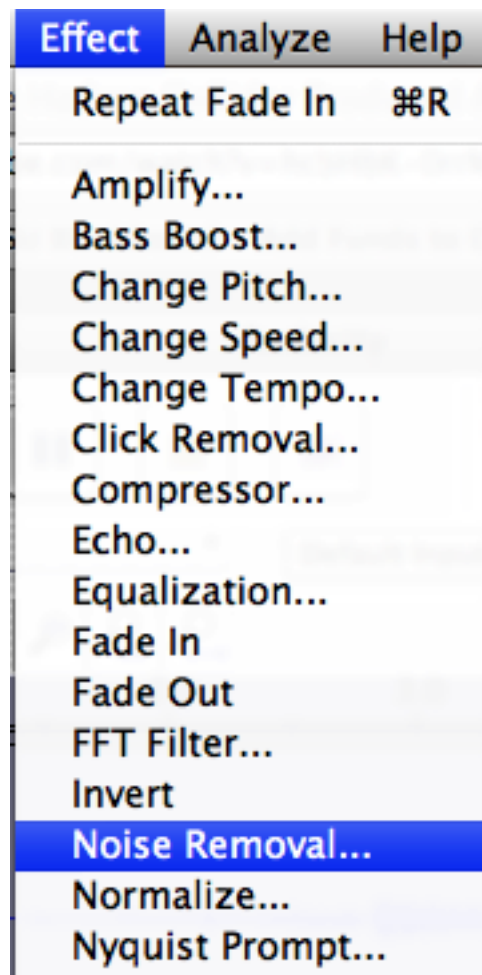 Effect Analyze Help
Repeat Fade In ⌘R
Amplify...
Bass Boost...
Change Pitch...
Change Speed...
Change Tempo...
Click Removal...
Compressor...
Echo...
Equalization...
Fade In
Fade Out
FFT Filter...
Invert
Noise Removal...
Normalize...
Nyquist Prompt...